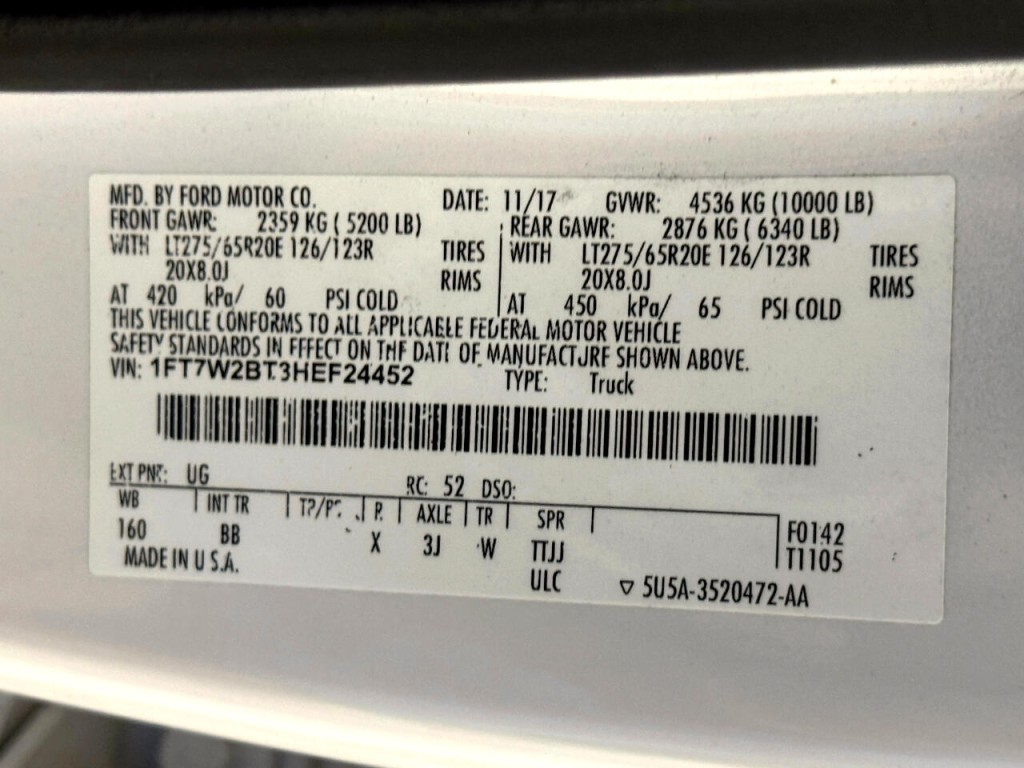 MFD. BY FORD MOTOR CO. DATE: 11/17 GVWR: 4536 KG (10000 LB)
FRONT GAWR: 2359 KG ( 5200 LB) REAR GAWR: 2876 KG ( 6340 LB)
WITH LT275/65R20E 126/123R TIRES WITH LT275/65R20E 126/123R TIRES
20X8.0J RIMS 20X8.0J RIMS
AT 420 kPa/ 60 PSI COLD AT 450 kPa/ 65 PSI COLD
THIS VEHICLE CONFORMS TO ALL APPLICABLE FEDERAL MOTOR VEHICLE
SAFETY STANDARDS IN EFFECT ON THE DATE OF MANUFACTURE SHOWN ABOVE.
VIN: 1FT7W2BT3HEF24452 TYPE: Truck
EXT PNT: UG RC: 52 DSO:
WB INT TR TP/PS R AXLE TR SPR F0142
160 BB X 3J W TTJJ T1105
MADE IN U.S.A. ULC ▽ 5U5A-3520472-AA